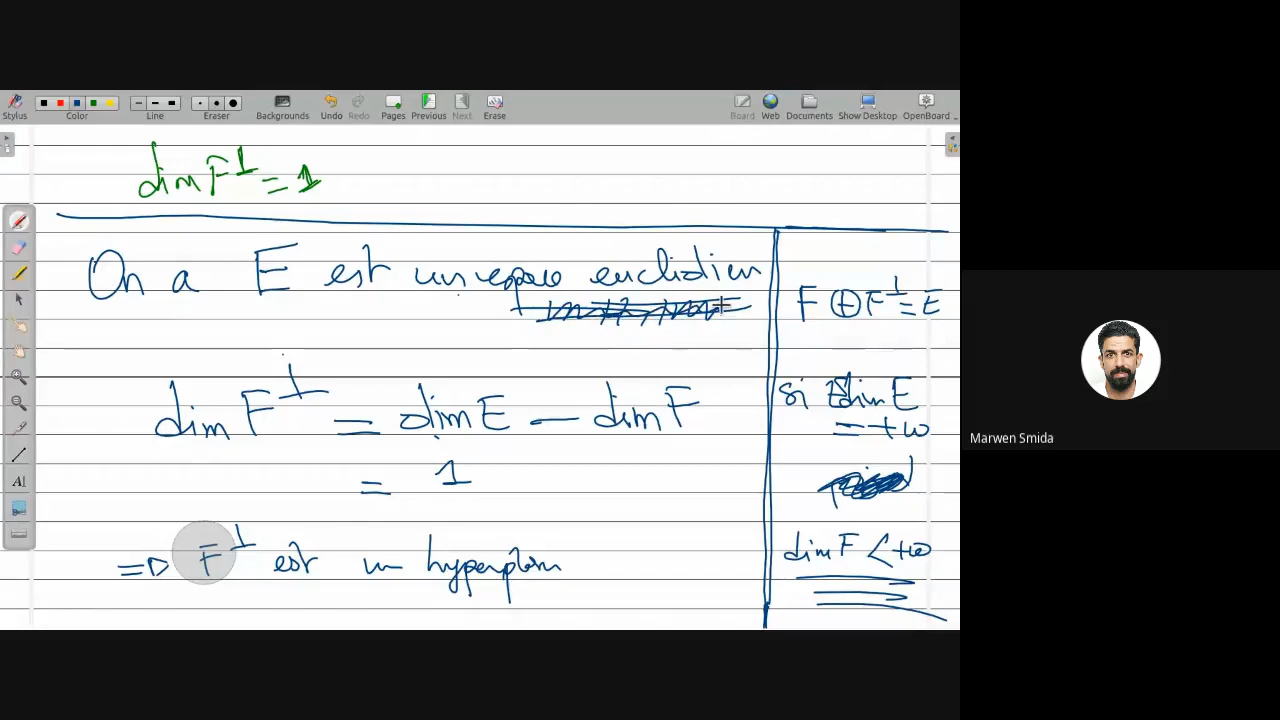 Stylus Color Line Eraser Backgrounds Undo Redo Pages Previous Next Erase Board Web Documents Show Desktop OpenBoard
dim F⊥ = 1
On a E est un espace euclidien
dim F⊥ = dim E – dim F
= 1
=> F⊥ est un hyperplan
F ⊕ F⊥ = E
si dim E
= +∞
dim F < +∞
Marwen Smida